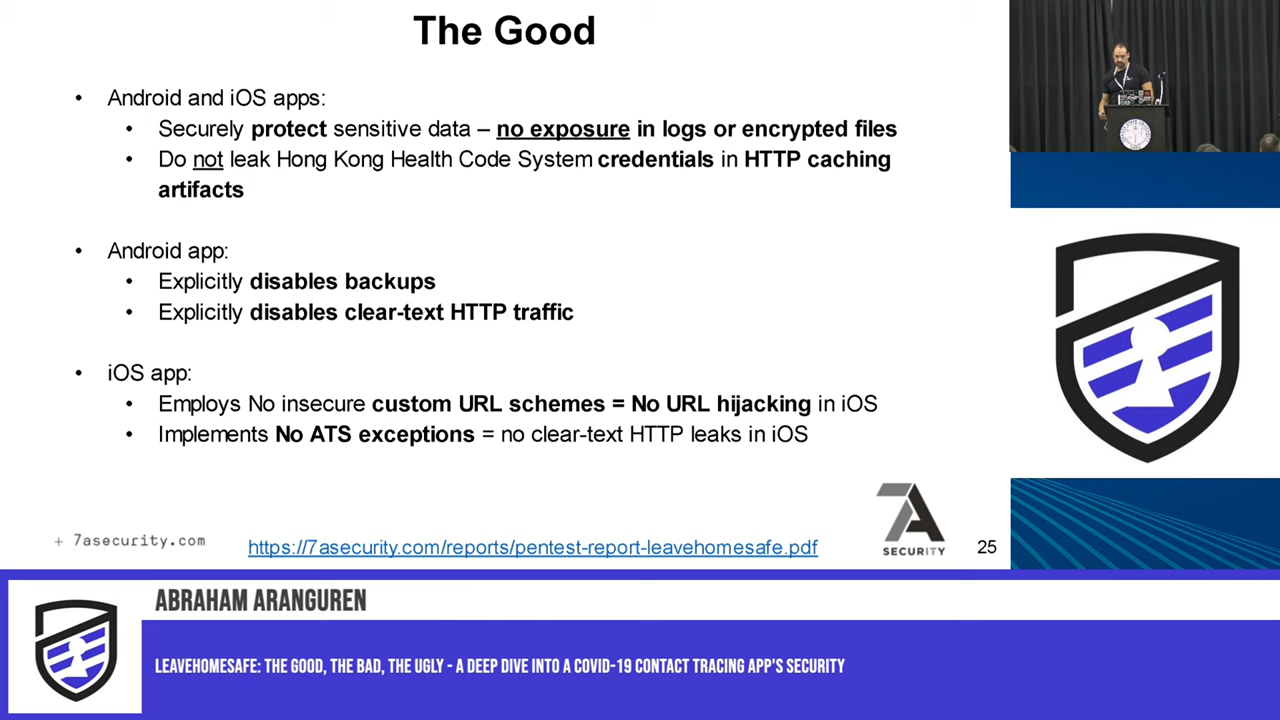 The Good
• Android and iOS apps:
• Securely protect sensitive data – no exposure in logs or encrypted files
• Do not leak Hong Kong Health Code System credentials in HTTP caching
artifacts
• Android app:
• Explicitly disables backups
• Explicitly disables clear-text HTTP traffic
• iOS app:
• Employs No insecure custom URL schemes = No URL hijacking in iOS
• Implements No ATS exceptions = no clear-text HTTP leaks in iOS
+ 7asecurity.com
https://7asecurity.com/reports/pentest-report-leavehomesafe.pdf
7A
SECURITY
25
ABRAHAM ARANGUREN
LEAVEHOMESAFE: THE GOOD, THE BAD, THE UGLY - A DEEP DIVE INTO A COVID-19 CONTACT TRACING APP'S SECURITY